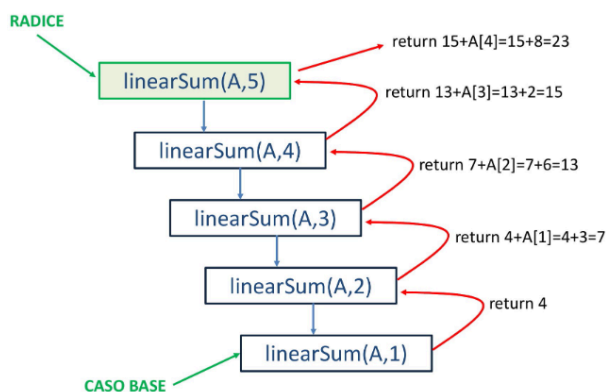 RADICE
return 15+A[4]=15+8=23
linearSum(A,5)
return 13+A[3]=13+2=15
linearSum(A,4)
return 7+A[2]=7+6=13
linearSum(A,3)
return 4+A[1]=4+3=7
linearSum(A,2)
return 4
linearSum(A,1)
CASO BASE